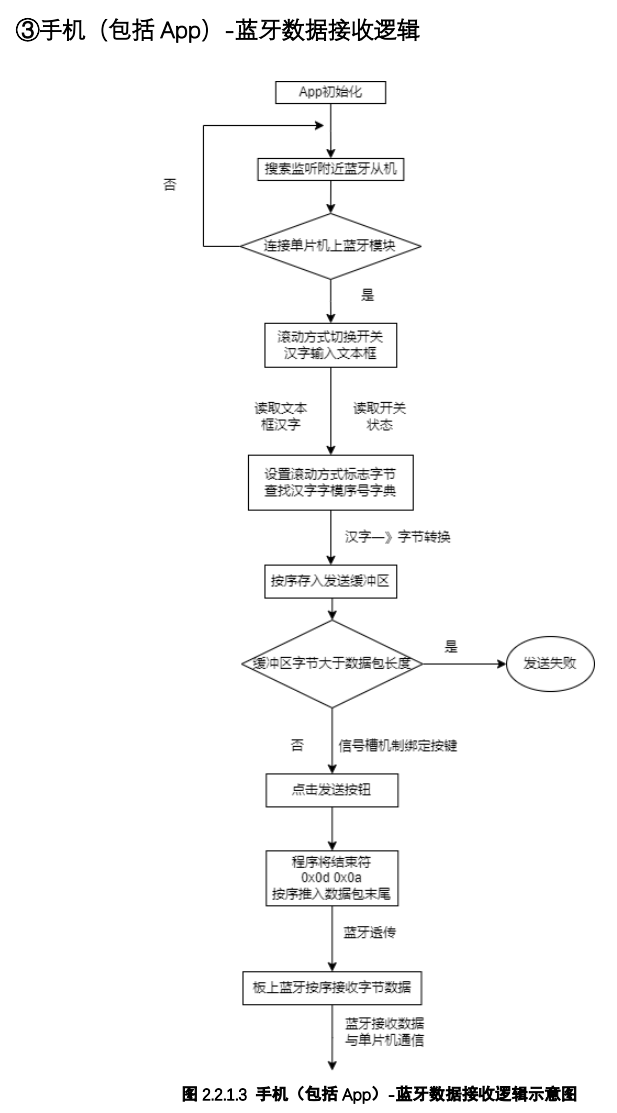 ③手机（包括 App）-蓝牙数据接收逻辑
App初始化
搜索监听附近蓝牙从机
否
连接单片机上蓝牙模块
是
滚动方式切换开关
汉字输入文本框
读取文本
框汉字
读取开关
状态
设置滚动方式标志字节
查找汉字字模序号字典
汉字—》字节转换
按序存入发送缓冲区
缓冲区字节大于数据包长度
是
发送失败
否
信号槽机制绑定按键
点击发送按钮
程序将结束符
0x0d 0x0a
按序推入数据包末尾
蓝牙透传
板上蓝牙按序接收字节数据
蓝牙接收数据
与单片机通信
图 2.2.1.3 手机（包括 App）-蓝牙数据接收逻辑示意图